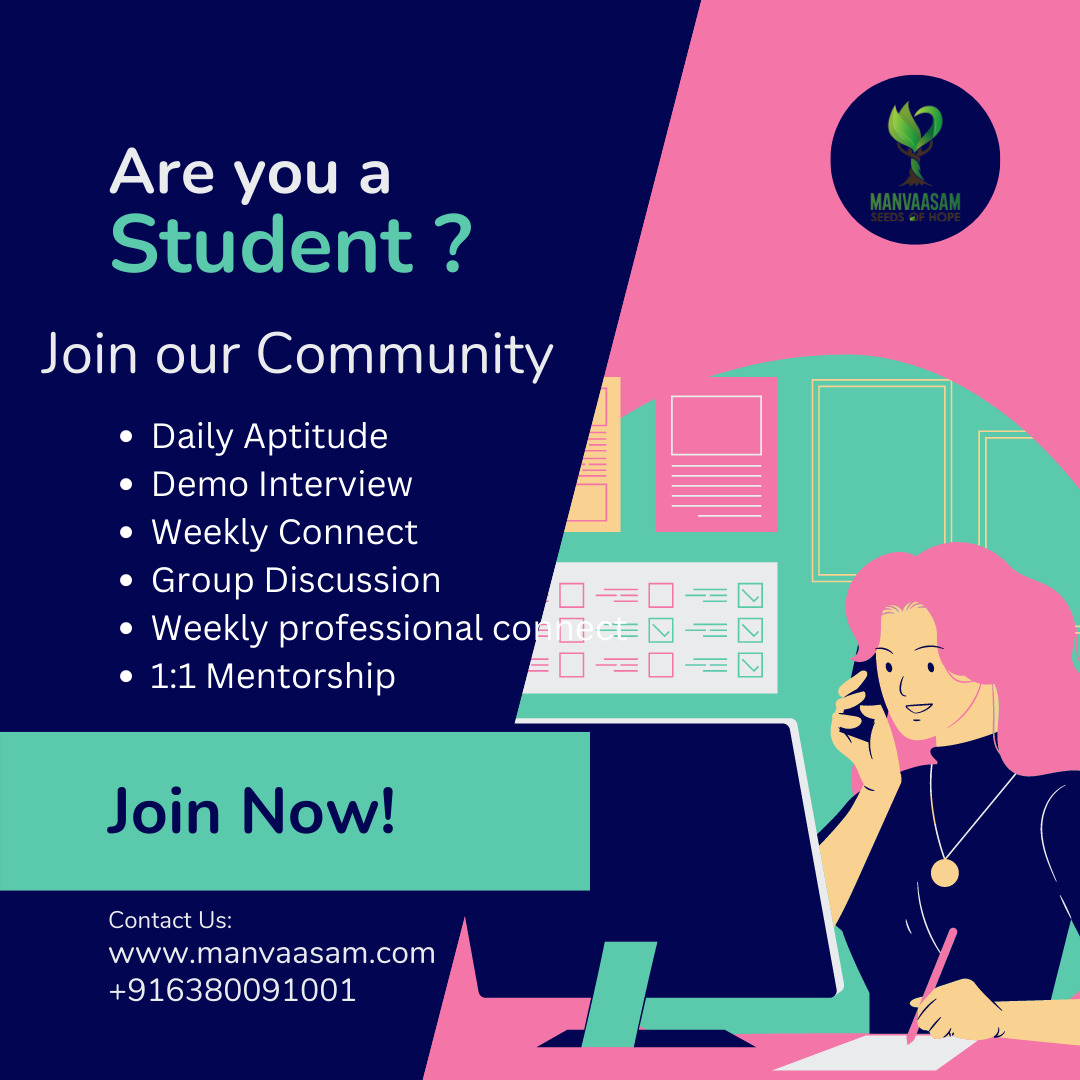 MANVAASAM
SEEDS OF HOPE
Are you a
Student ?
Join our Community
Daily Aptitude
Demo Interview
Weekly Connect
Group Discussion
Weekly professional connect
1:1 Mentorship
Join Now!
Contact Us:
www.manvaasam.com
+916380091001